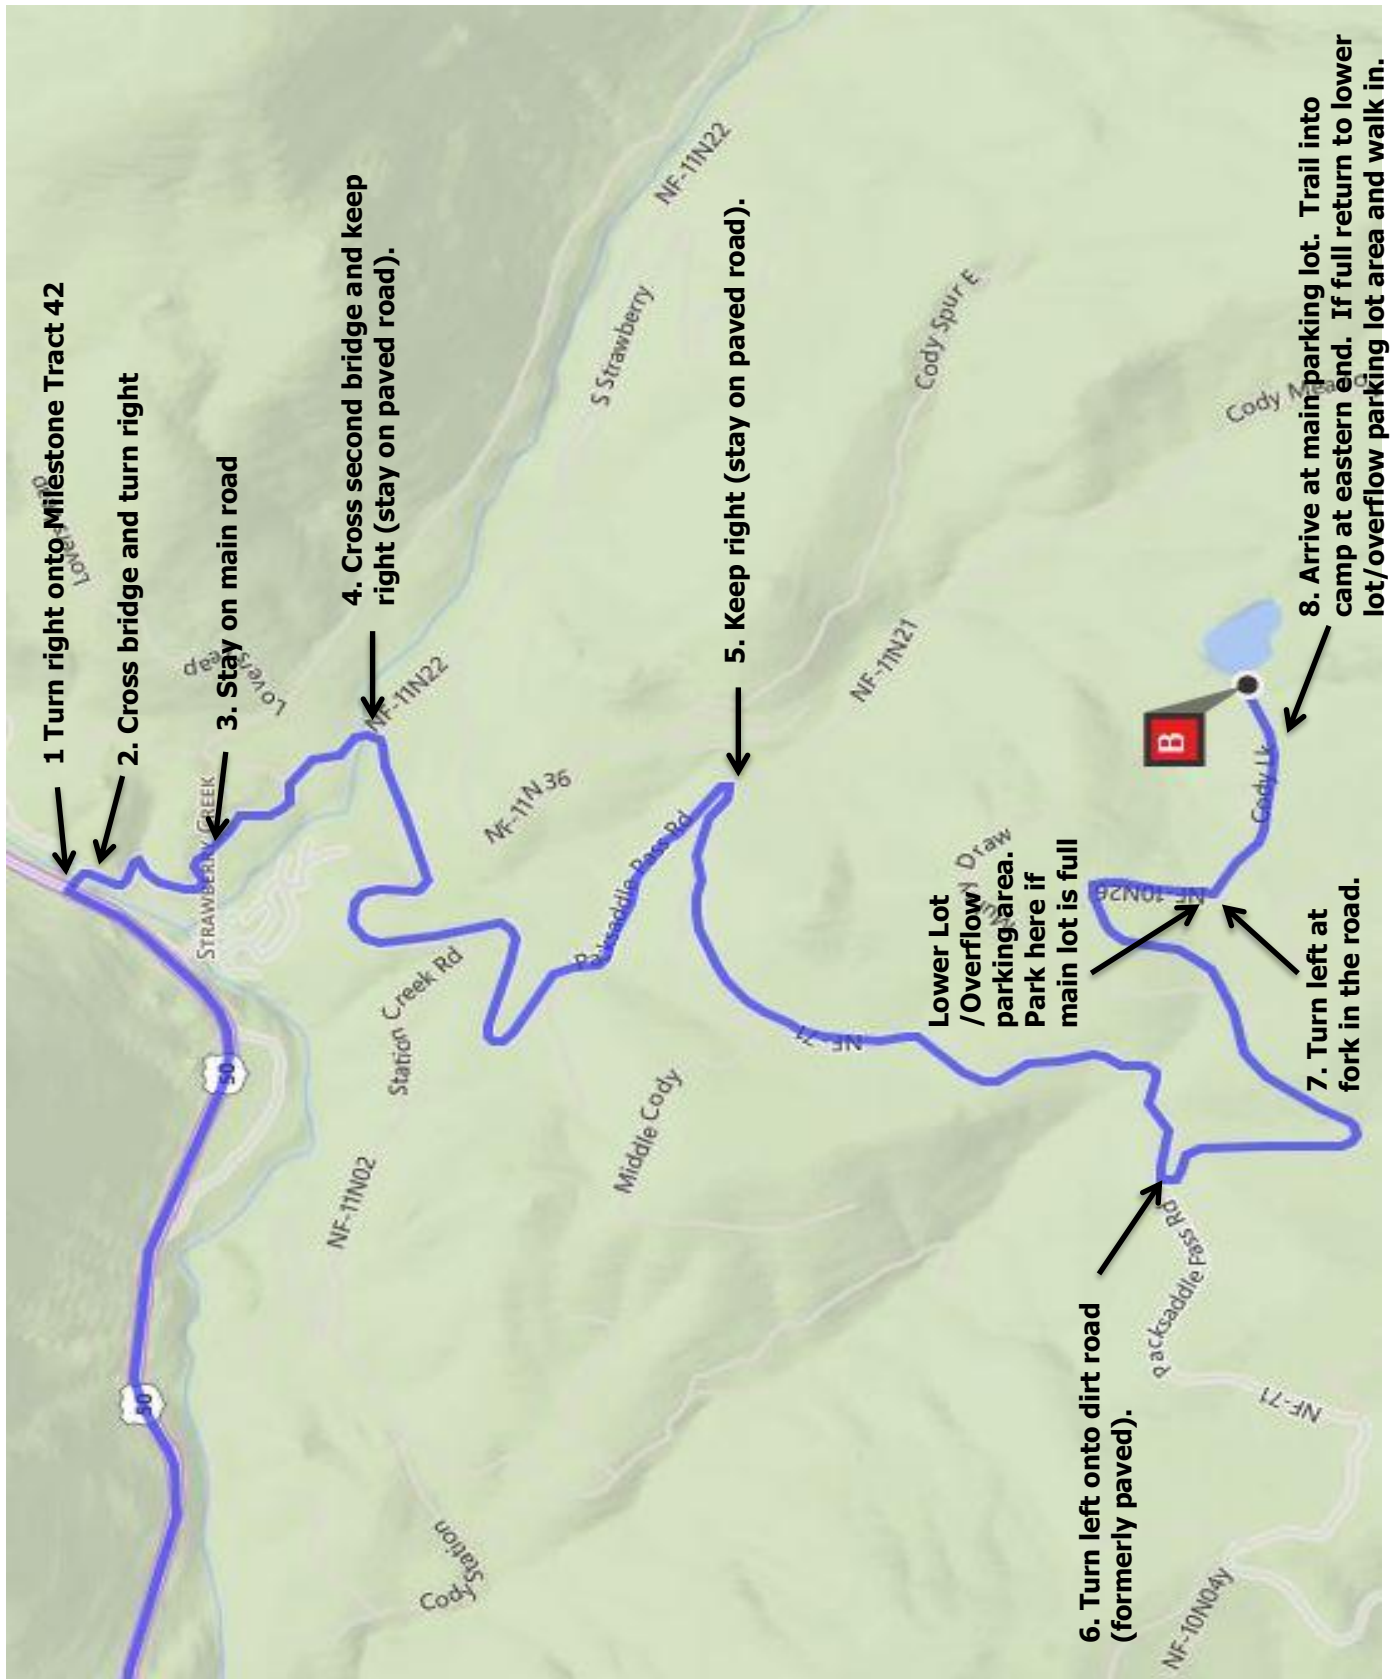 1 Turn right onto Milestone Tract 42
2. Cross bridge and turn right
3. Stay on main road
4. Cross second bridge and keep
right (stay on paved road).
5. Keep right (stay on paved road).
Lower Lot
/Overflow
parking area.
Park here if
main lot is full
6. Turn left onto dirt road
(formerly paved).
7. Turn left at
fork in the road.
8. Arrive at main parking lot. Trail into
camp at eastern end. If full return to lower
lot/overflow parking lot area and walk in.
B
50
50
STRAWBERRY CREEK
Lovers
Leap
NF-11N22
NF-11N22
S Strawberry
Cody Spur E
NF-11N21
NF-11N36
Packsaddle Pass Rd
Station Creek Rd
NF-11N02
Middle Cody
NF-71
Draw
NF-10N26
Cody Lk
Cody
Packsaddle Pass Rd
NF-71
NF-10N04y
Cody Station